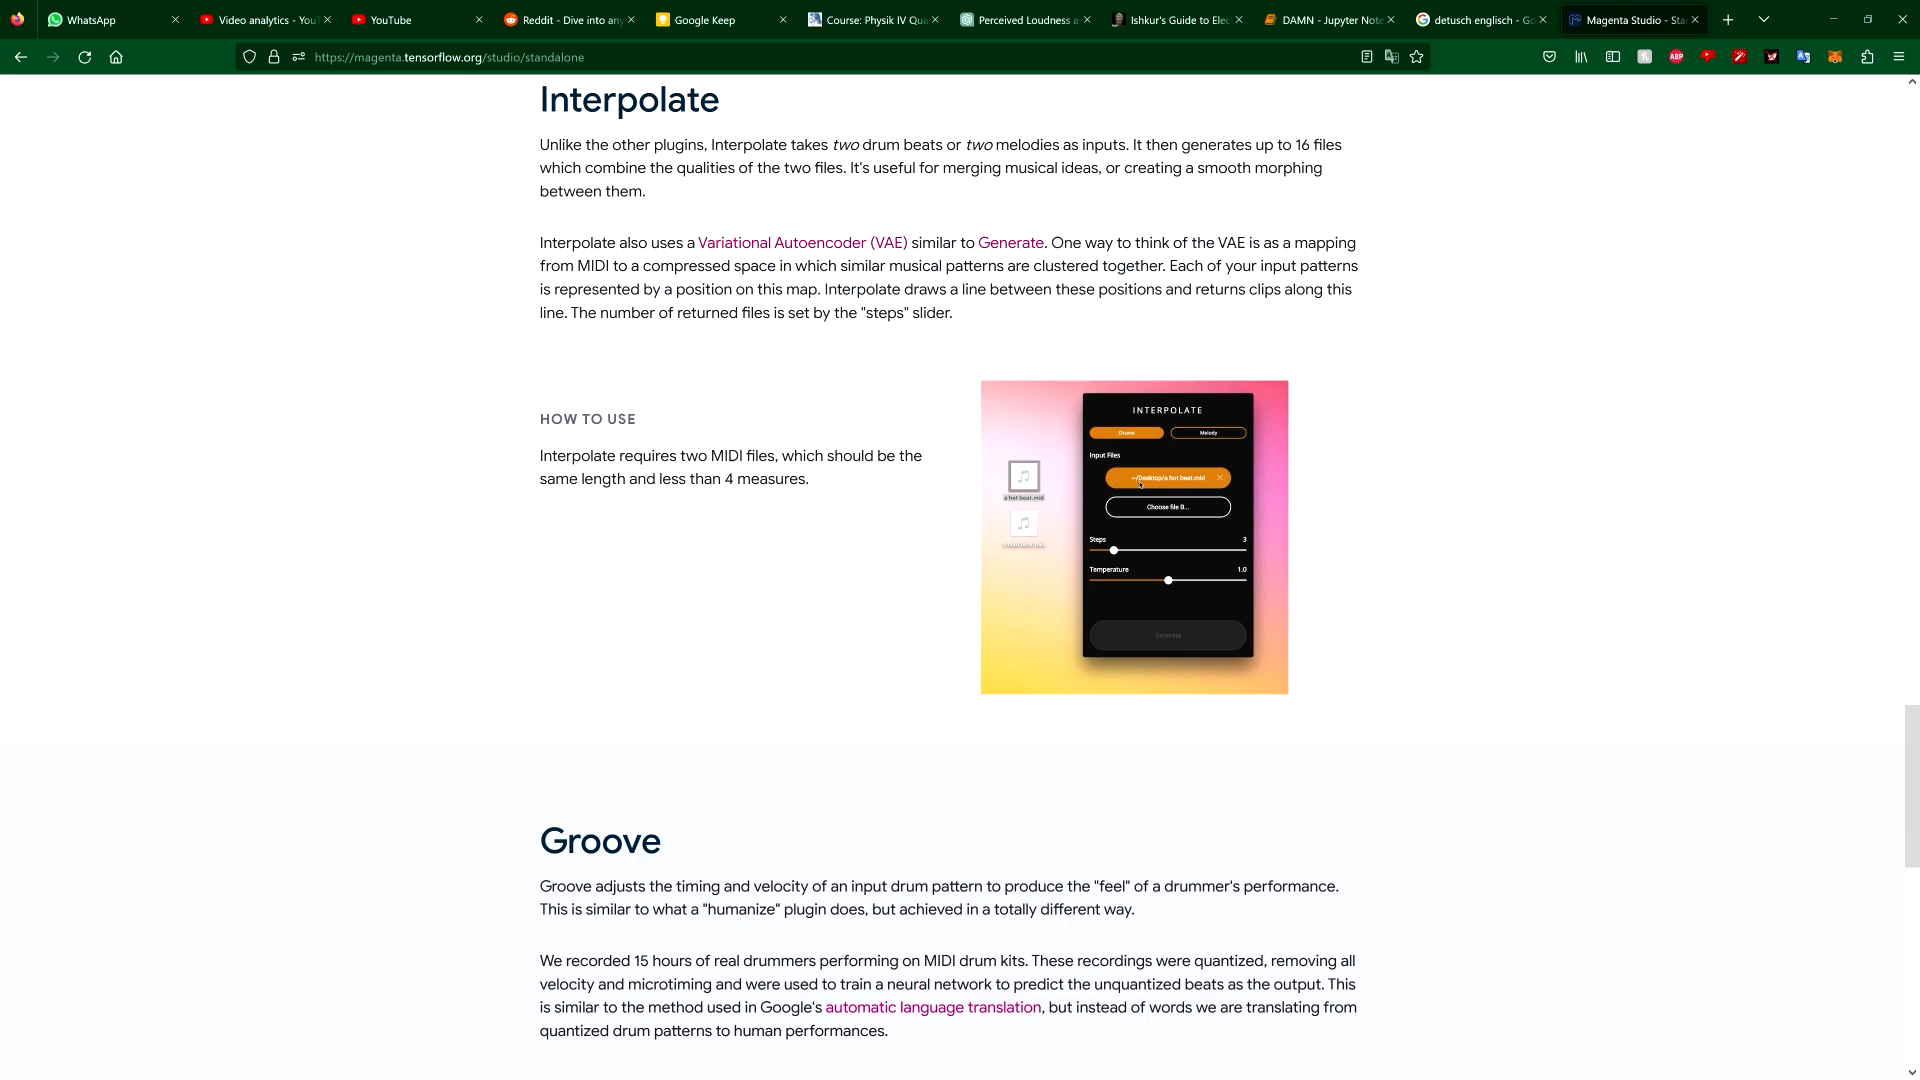 WhatsApp
Video analytics - YouT
YouTube
Reddit - Dive into any
Google Keep
Course: Physik IV Qua
Perceived Loudness a
Ishkur's Guide to Elec
DAMN - Jupyter Note
detusch englisch - Go
Magenta Studio - Sta
https://magenta.tensorflow.org/studio/standalone
ABP
Interpolate
Unlike the other plugins, Interpolate takes two drum beats or two melodies as inputs. It then generates up to 16 files
which combine the qualities of the two files. It's useful for merging musical ideas, or creating a smooth morphing
between them.
Interpolate also uses a Variational Autoencoder (VAE) similar to Generate. One way to think of the VAE is as a mapping
from MIDI to a compressed space in which similar musical patterns are clustered together. Each of your input patterns
is represented by a position on this map. Interpolate draws a line between these positions and returns clips along this
line. The number of returned files is set by the "steps" slider.
HOW TO USE
Interpolate requires two MIDI files, which should be the
same length and less than 4 measures.
INTERPOLATE
Drums
Melody
Input Files
~/Desktop/a hot beat.mid
a hot beat.mid
Choose file B...
Steps 3
Temperature 1.0
Generate
Groove
Groove adjusts the timing and velocity of an input drum pattern to produce the "feel" of a drummer's performance.
This is similar to what a "humanize" plugin does, but achieved in a totally different way.
We recorded 15 hours of real drummers performing on MIDI drum kits. These recordings were quantized, removing all
velocity and microtiming and were used to train a neural network to predict the unquantized beats as the output. This
is similar to the method used in Google's automatic language translation, but instead of words we are translating from
quantized drum patterns to human performances.